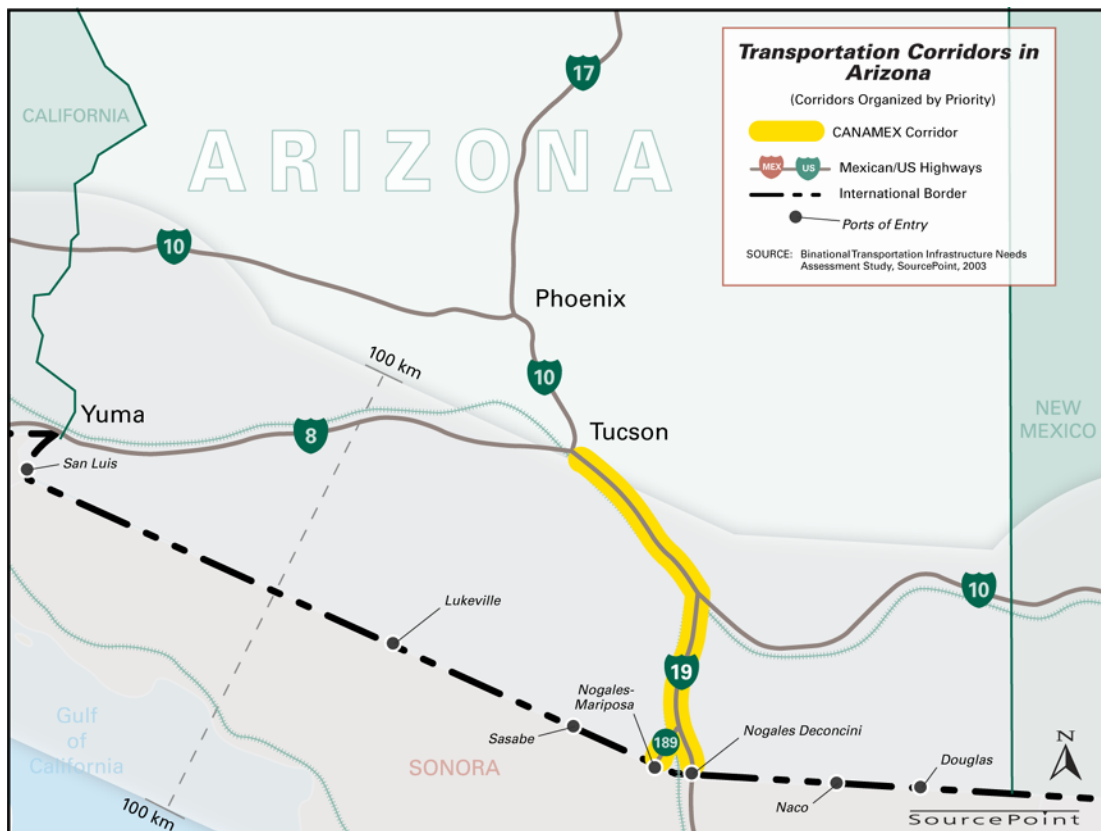 Transportation Corridors in
Arizona
(Corridors Organized by Priority)
CANAMEX Corridor
MEX US Mexican/US Highways
International Border
Ports of Entry
SOURCE: Binational Transportation Infrastructure Needs
Assessment Study, SourcePoint, 2003
17
CALIFORNIA
ARIZONA
10
Phoenix
100 km
10
Yuma
8
Tucson
NEW
MEXICO
San Luis
10
Lukeville
19
Nogales-
Mariposa
189
Nogales Deconcini
Sasabe
Gulf
of
California
SONORA
Douglas
Naco
N
100 km
SourcePoint